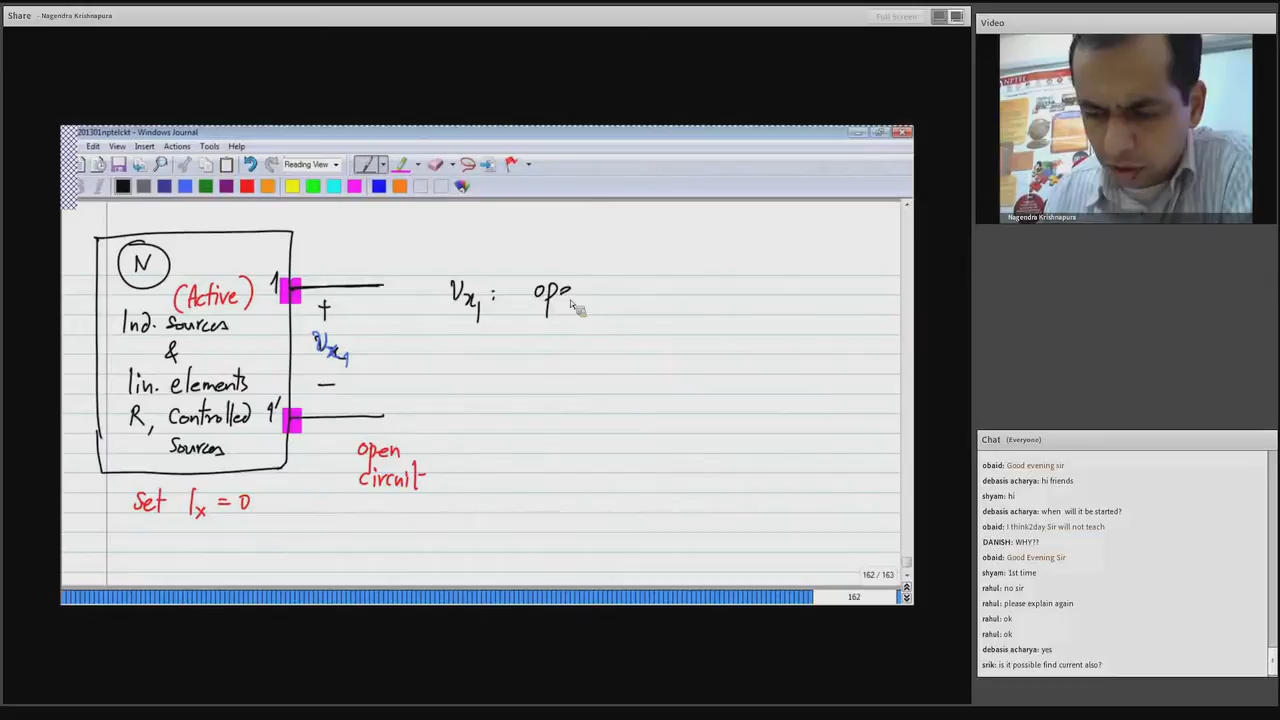 Share - Nagendra Krishnapura
Full Screen
Video
Nagendra Krishnapura
201301nptelckt - Windows Journal
Edit View Insert Actions Tools Help
Reading View
N
(Active)
Ind. sources
&
lin. elements
R, Controlled
Sources
1
1'
+
Vx1
−
open
circuit
Set Ix = 0
Vx1 : ope
162 / 163
162
Chat (Everyone)
obaid: Good evening sir
debasis acharya: hi friends
shyam: hi
debasis acharya: when will it be started?
obaid: I think2day Sir will not teach
DANISH: WHY??
obaid: Good Evening Sir
shyam: 1st time
rahul: no sir
rahul: please explain again
rahul: ok
rahul: ok
debasis acharya: yes
srik: is it possible find current also?